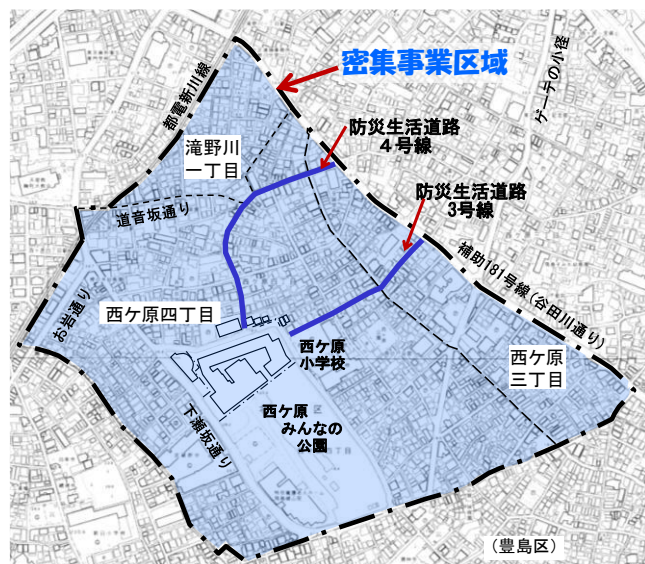 密集事業区域
都電新川線
ゲーテの小径
防災生活道路
4号線
滝野川
一丁目
防災生活道路
3号線
道音坂通り
補助181号線(谷田川通り)
お岩通り
西ケ原四丁目
西ケ原
小学校
西ケ原
三丁目
西ケ原
みんなの
公園
下瀬坂通り
(豊島区)